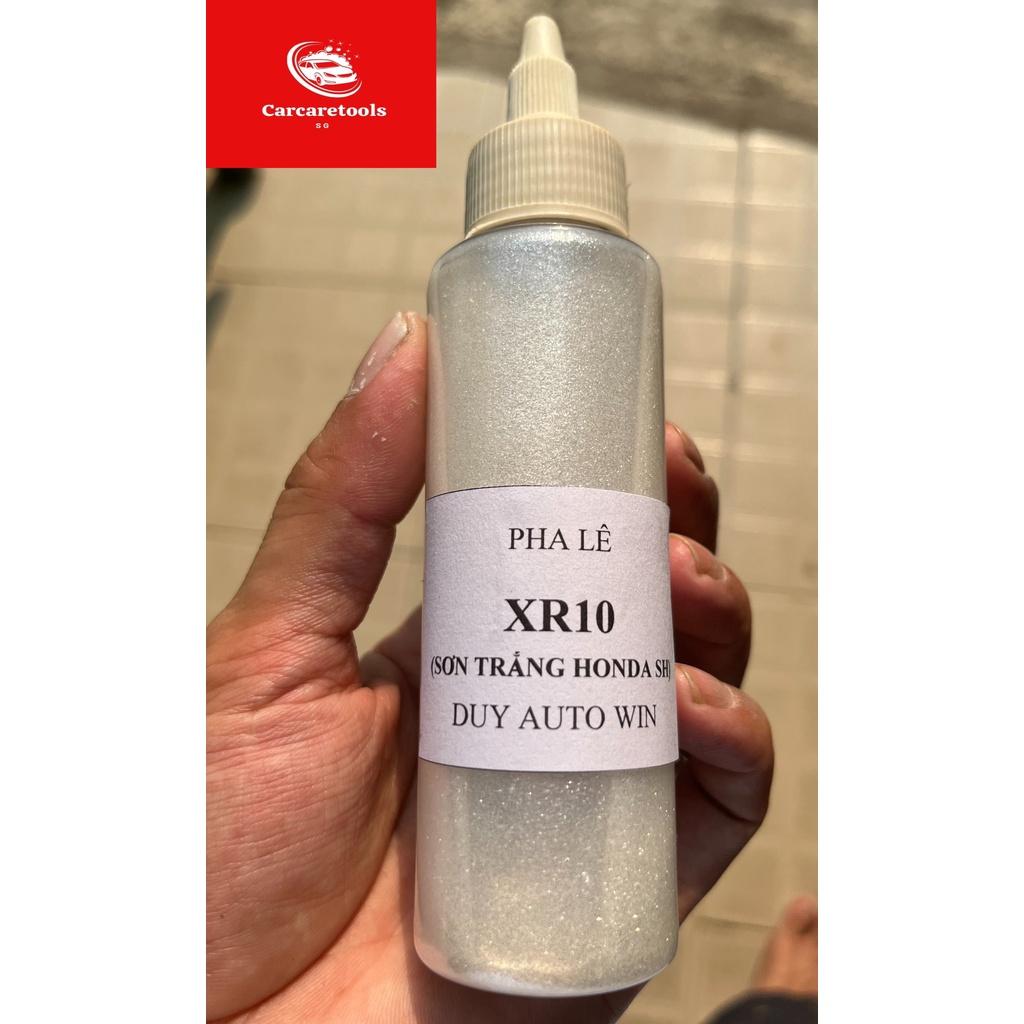 Carcaretools
SG
PHA LÊ
XR10
(SƠN TRẮNG HONDA SH)
DUY AUTO WIN